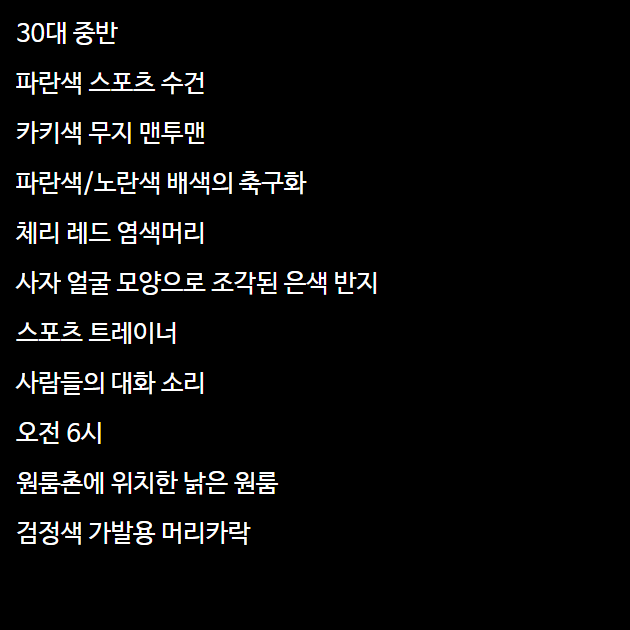 30대 중반
파란색 스포츠 수건
카키색 무지 맨투맨
파란색/노란색 배색의 축구화
체리 레드 염색머리
사자 얼굴 모양으로 조각된 은색 반지
스포츠 트레이너
사람들의 대화 소리
오전 6시
원룸촌에 위치한 낡은 원룸
검정색 가발용 머리카락